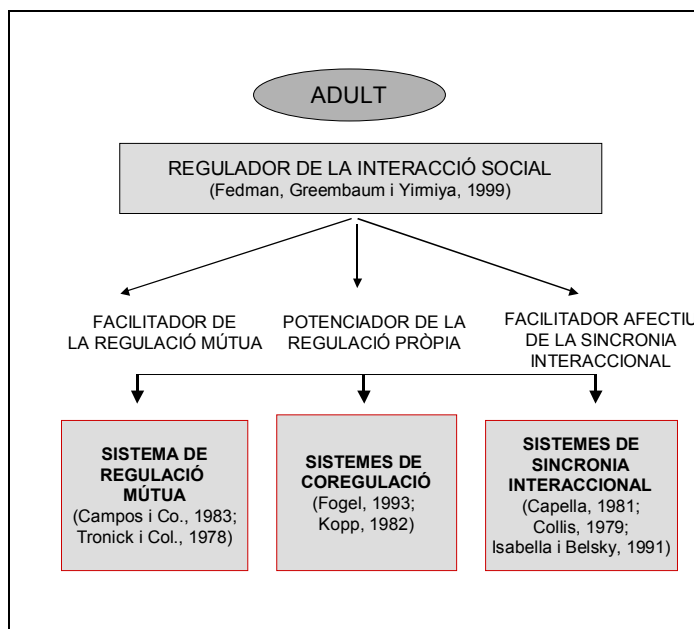 ADULT
REGULADOR DE LA INTERACCIÓ SOCIAL
(Fedman, Greembaum i Yirmiya, 1999)
FACILITADOR DE
LA REGULACIÓ MÚTUA
POTENCIADOR DE LA
REGULACIÓ PRÒPIA
FACILITADOR AFECTIU
DE LA SINCRONIA
INTERACCIONAL
SISTEMA DE
REGULACIÓ
MÚTUA
(Campos i Co., 1983;
Tronick i Col., 1978)
SISTEMES DE
COREGULACIÓ
(Fogel, 1993;
Kopp, 1982)
SISTEMES DE
SINCRONIA
INTERACCIONAL
(Capella, 1981;
Collis, 1979;
Isabella i Belsky, 1991)